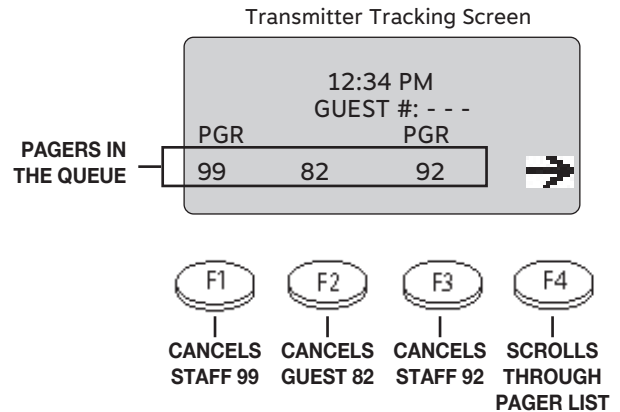 Transmitter Tracking Screen
12:34 PM
GUEST #: - - -
PGR PGR
PAGERS IN
THE QUEUE
99 82 92
F1 F2 F3 F4
CANCELS CANCELS CANCELS SCROLLS
STAFF 99 GUEST 82 STAFF 92 THROUGH
PAGER LIST